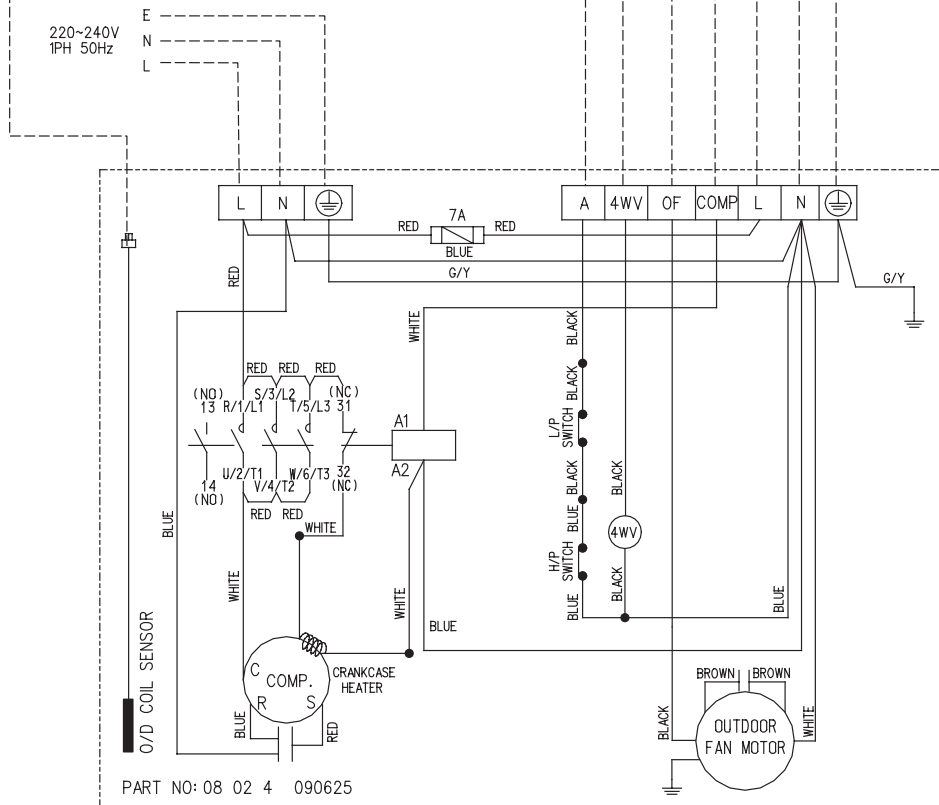 E
220~240V
1PH 50Hz
N
L
L N
A 4WV OF COMP L N
7A
RED RED
BLUE
G/Y
G/Y
RED
WHITE
BLACK
RED RED RED
(NO)
13
R/1/L1
S/3/L2
T/5/L3
(NC)
31
BLACK
L/P
SWITCH
A1
A2
U/2/T1
V/4/T2
W/6/T3
32
(NC)
14
(NO)
RED RED
WHITE
BLACK
BLACK
BLUE
BLUE
4WV
H/P
SWITCH
BLUE
BLACK
WHITE
WHITE
BLUE
BLUE
O/D COIL SENSOR
C
COMP.
R S
CRANKCASE
HEATER
BLUE
RED
BROWN BROWN
BLACK
OUTDOOR
FAN MOTOR
WHITE
PART NO: 08 02 4 090625